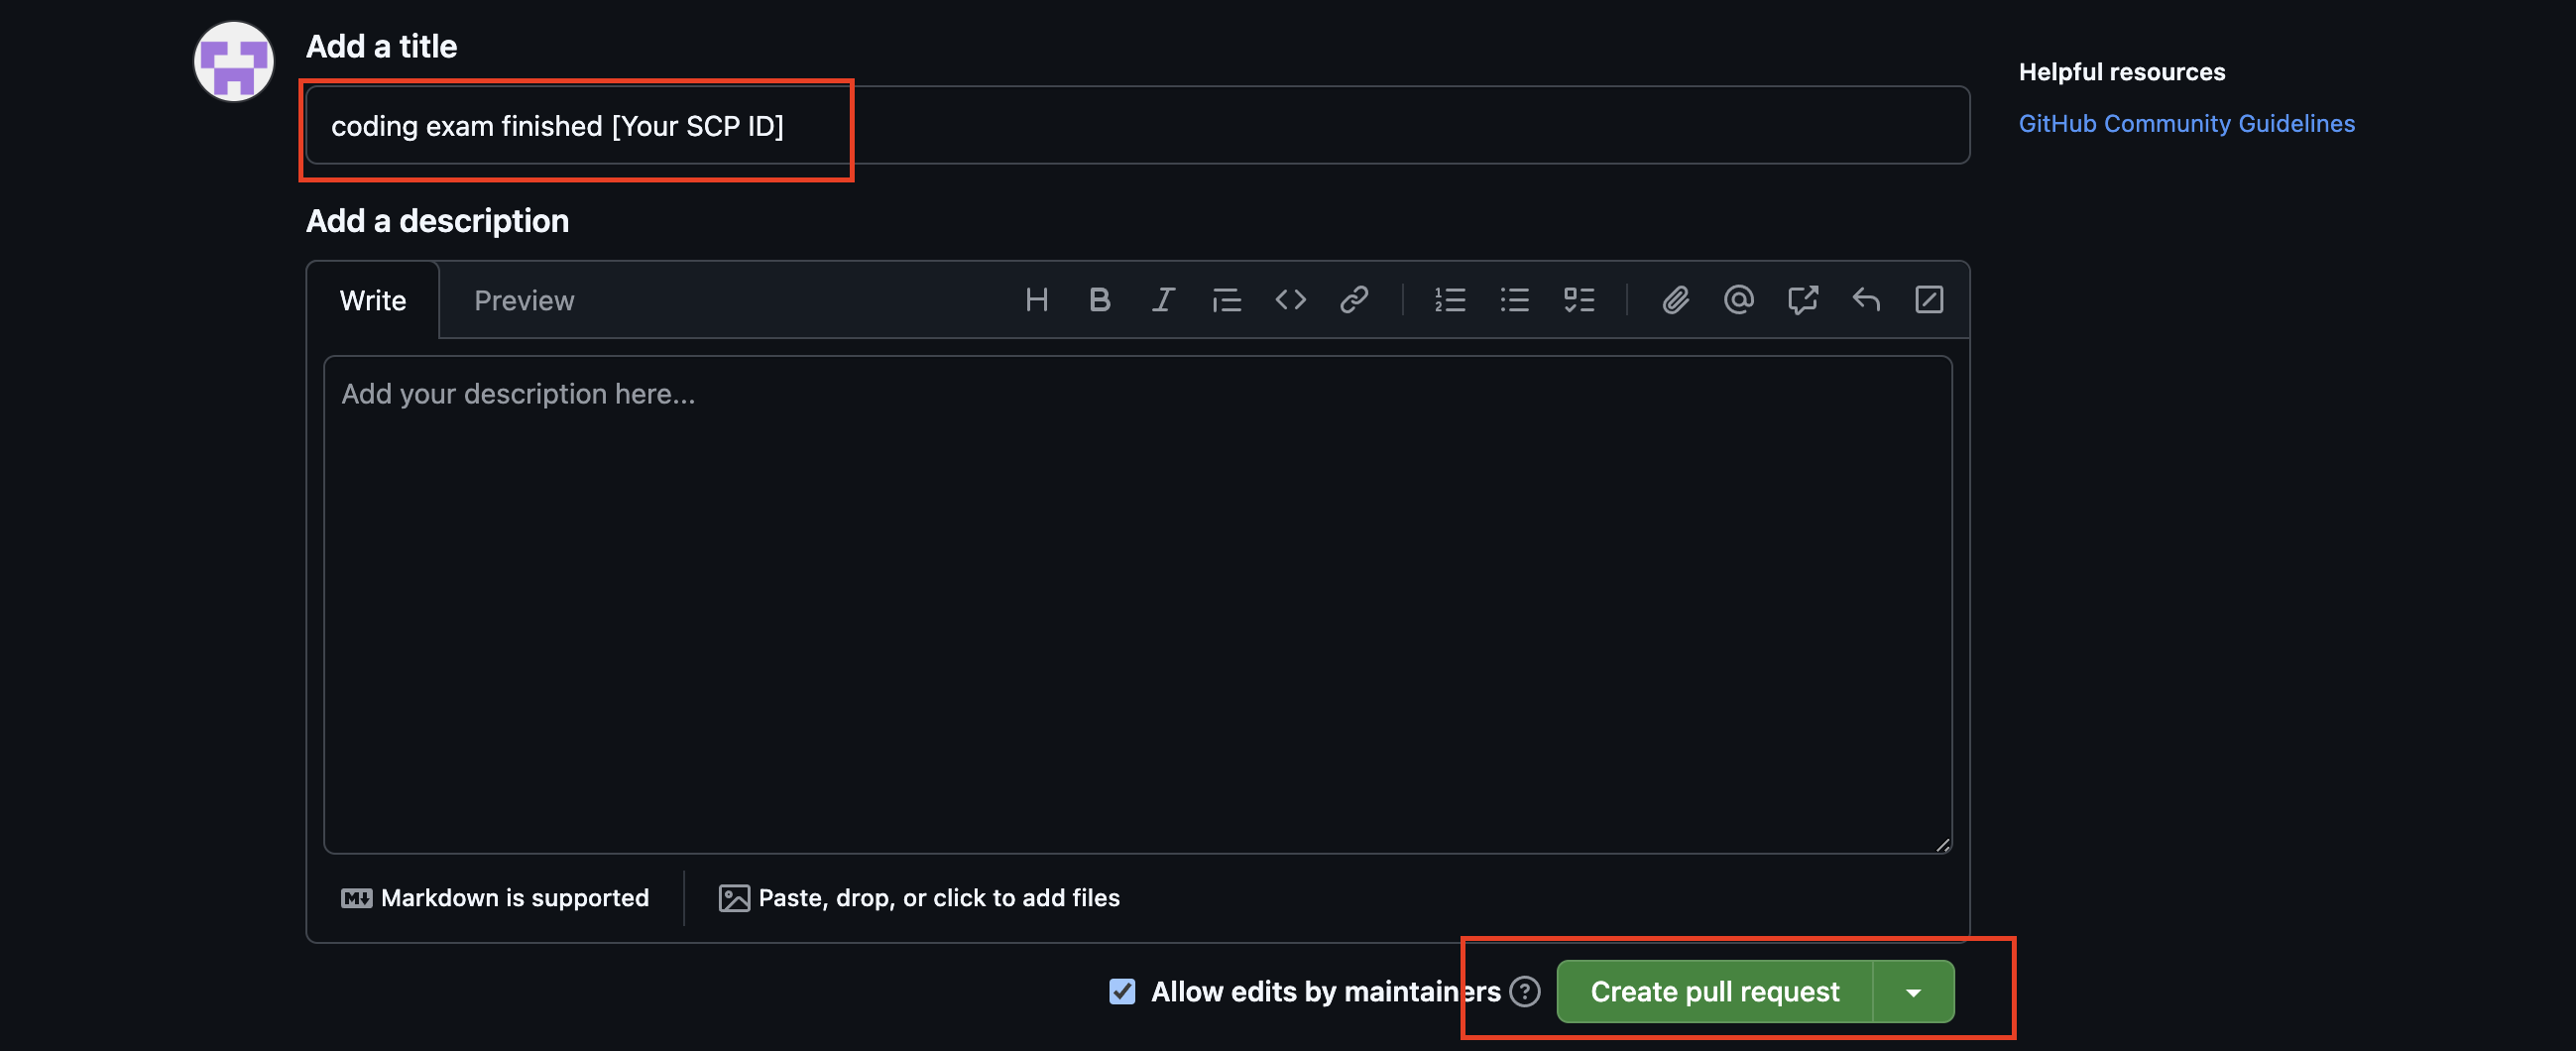 Add a title
Helpful resources
coding exam finished [Your SCP ID]
GitHub Community Guidelines
Add a description
Write
Preview
Add your description here...
Markdown is supported
Paste, drop, or click to add files
Allow edits by maintainers
Create pull request